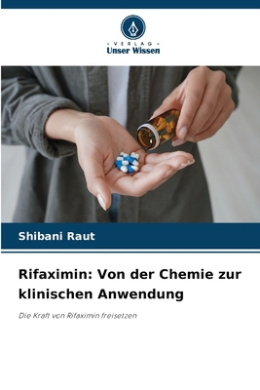 VERLAG
Unser Wissen
Shibani Raut
Rifaximin: Von der Chemie zur
klinischen Anwendung
Die Kraft von Rifaximin freisetzen